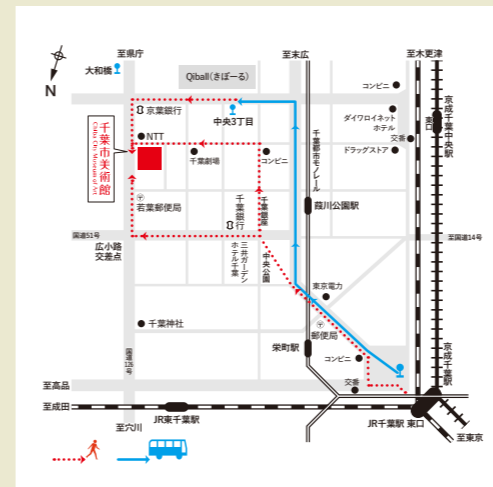 至県庁
至末広
至木更津
大和橋
Qiball(きぼーる)
コンビニ
N
京葉銀行
中央3丁目
ダイワロイネット
ホテル
東口
京成千葉中央駅
千葉市美術館
Chiba City Museum of Art
NTT
千葉都市モノレール
交番
千葉劇場
コンビニ
ドラッグストア
若葉郵便局
千葉銀行
千葉銀座
葭川公園駅
国道51号
至国道14号
広小路
交差点
三井ガーデン
ホテル千葉
中央公園
東京電力
千葉神社
郵便局
栄町駅
コンビニ
京成千葉駅
国道126号
至高品
交番
至成田
JR東千葉駅
JR千葉駅 東口
至穴川
至東京